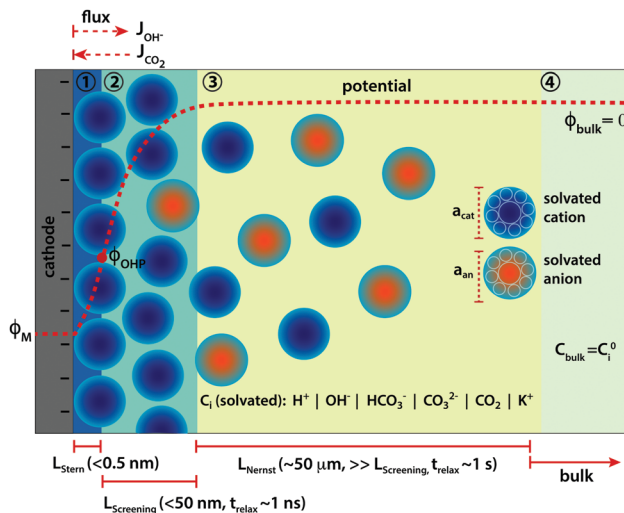 flux
J_OH-
J_CO2
① ② ③ ④
potential
ϕ_bulk = 0
cathode
ϕ_OHP
ϕ_M
a_cat
solvated
cation
a_an
solvated
anion
C_bulk=C_i^0
C_i (solvated): H⁺ | OH⁻ | HCO₃⁻ | CO₃²⁻ | CO₂ | K⁺
L_Stern (<0.5 nm)
L_Nernst (~50 μm, >> L_Screening, t_relax ~1 s)
bulk
L_Screening (<50 nm, t_relax ~1 ns)